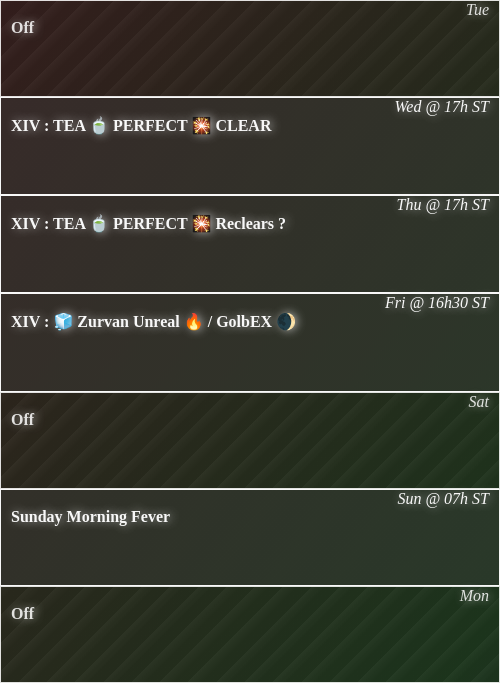 Tue
Off
Wed @ 17h ST
XIV : TEA 🍵 PERFECT 🎇 CLEAR
Thu @ 17h ST
XIV : TEA 🍵 PERFECT 🎇 Reclears ?
Fri @ 16h30 ST
XIV : 🧊 Zurvan Unreal 🔥 / GolbEX 🌒
Sat
Off
Sun @ 07h ST
Sunday Morning Fever
Mon
Off